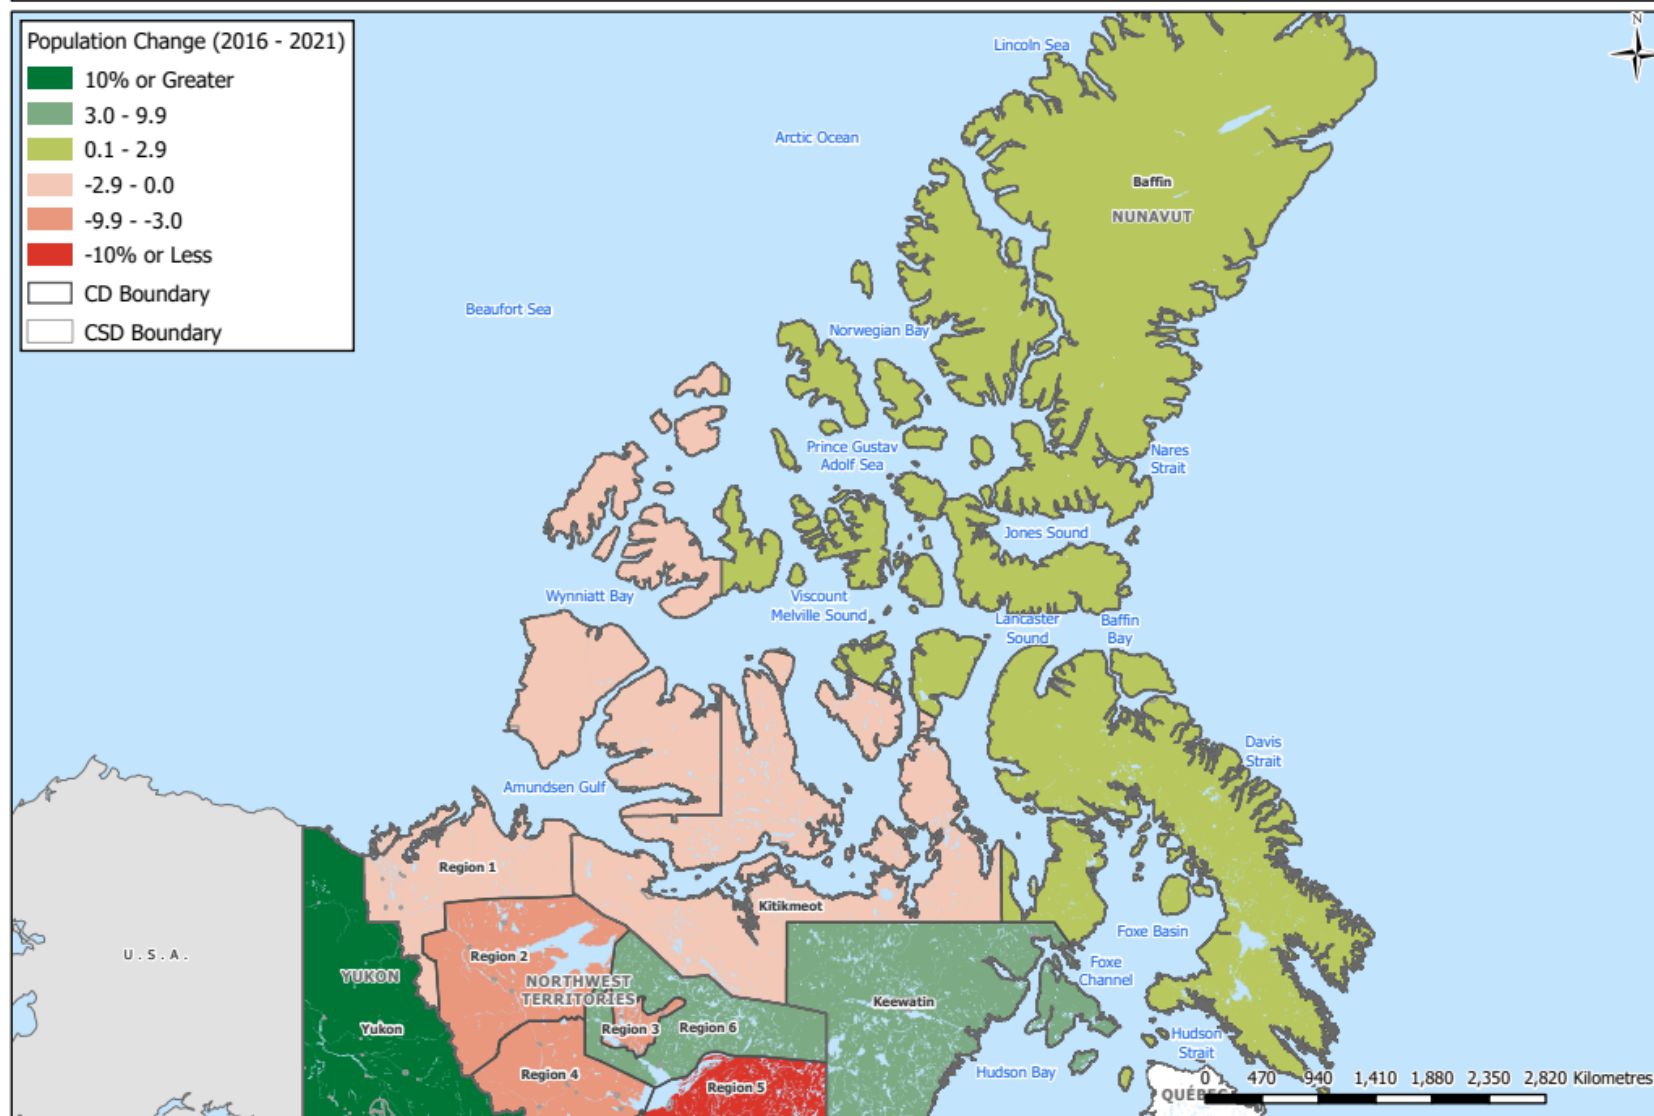 Population Change (2016 - 2021)
10% or Greater
3.0 - 9.9
0.1 - 2.9
-2.9 - 0.0
-9.9 - -3.0
-10% or Less
CD Boundary
CSD Boundary
N
Lincoln Sea
Arctic Ocean
Baffin
NUNAVUT
Beaufort Sea
Norwegian Bay
Prince Gustav
Adolf Sea
Nares
Strait
Jones Sound
Wynniatt Bay
Viscount
Melville Sound
Lancaster
Sound
Baffin
Bay
Davis
Strait
Amundsen Gulf
Region 1
Kitikmeot
U.S.A.
Foxe Basin
Region 2
YUKON
NORTHWEST
TERRITORIES
Foxe
Channel
Keewatin
Yukon
Region 3
Region 6
Hudson
Strait
Region 4
Region 5
Hudson Bay
0 470 940 1,410 1,880 2,350 2,820 Kilometres